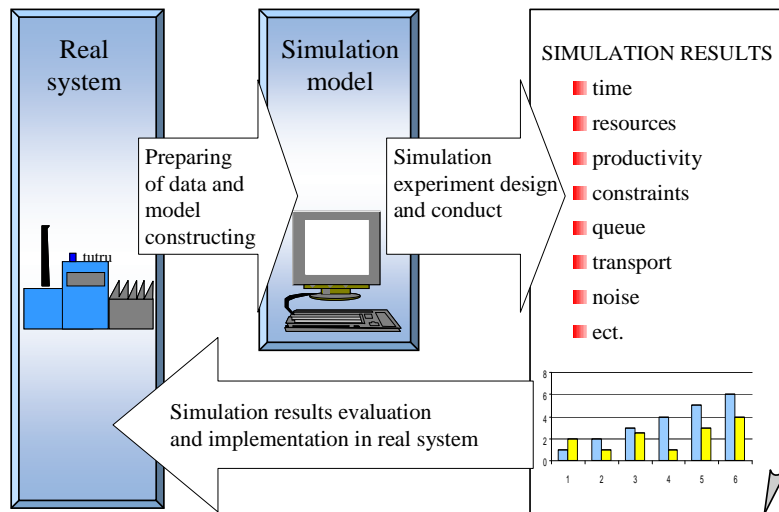 Real
system
Simulation
model
SIMULATION RESULTS
time
resources
productivity
constraints
queue
transport
noise
ect.
Preparing
of data and
model
constructing
Simulation
experiment design
and conduct
tutru
Simulation results evaluation
and implementation in real system
8
6
4
2
0
1 2 3 4 5 6